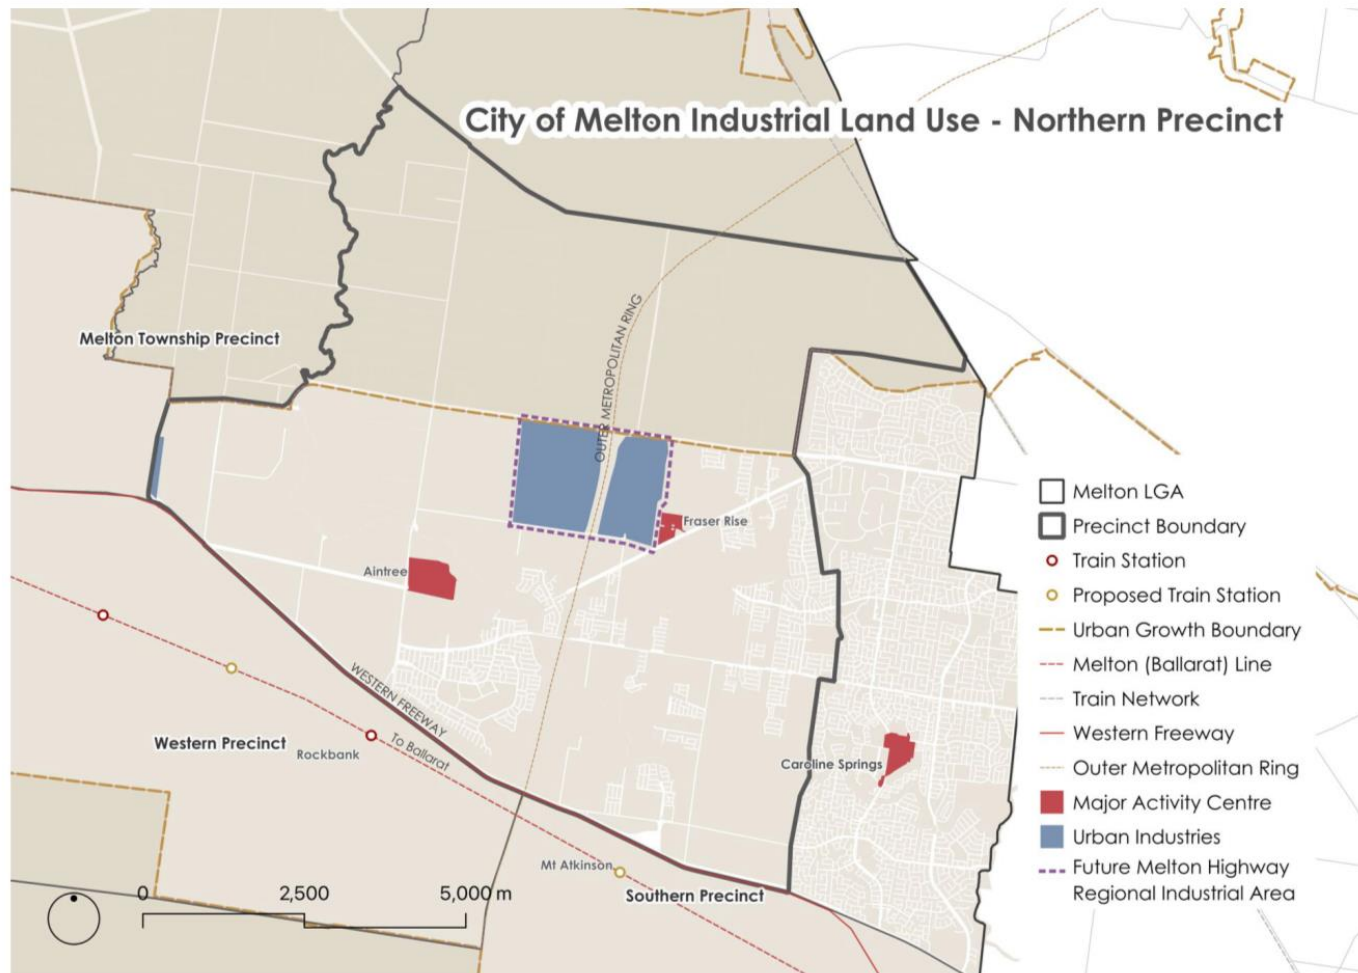 City of Melton Industrial Land Use - Northern Precinct
OUTER METROPOLITAN RING
Melton Township Precinct
Fraser Rise
Aintree
WESTERN FREEWAY
To Ballarat
Western Precinct
Rockbank
Caroline Springs
Mt Atkinson
Southern Precinct
0 2,500 5,000 m
Melton LGA
Precinct Boundary
Train Station
Proposed Train Station
Urban Growth Boundary
Melton (Ballarat) Line
Train Network
Western Freeway
Outer Metropolitan Ring
Major Activity Centre
Urban Industries
Future Melton Highway
Regional Industrial Area